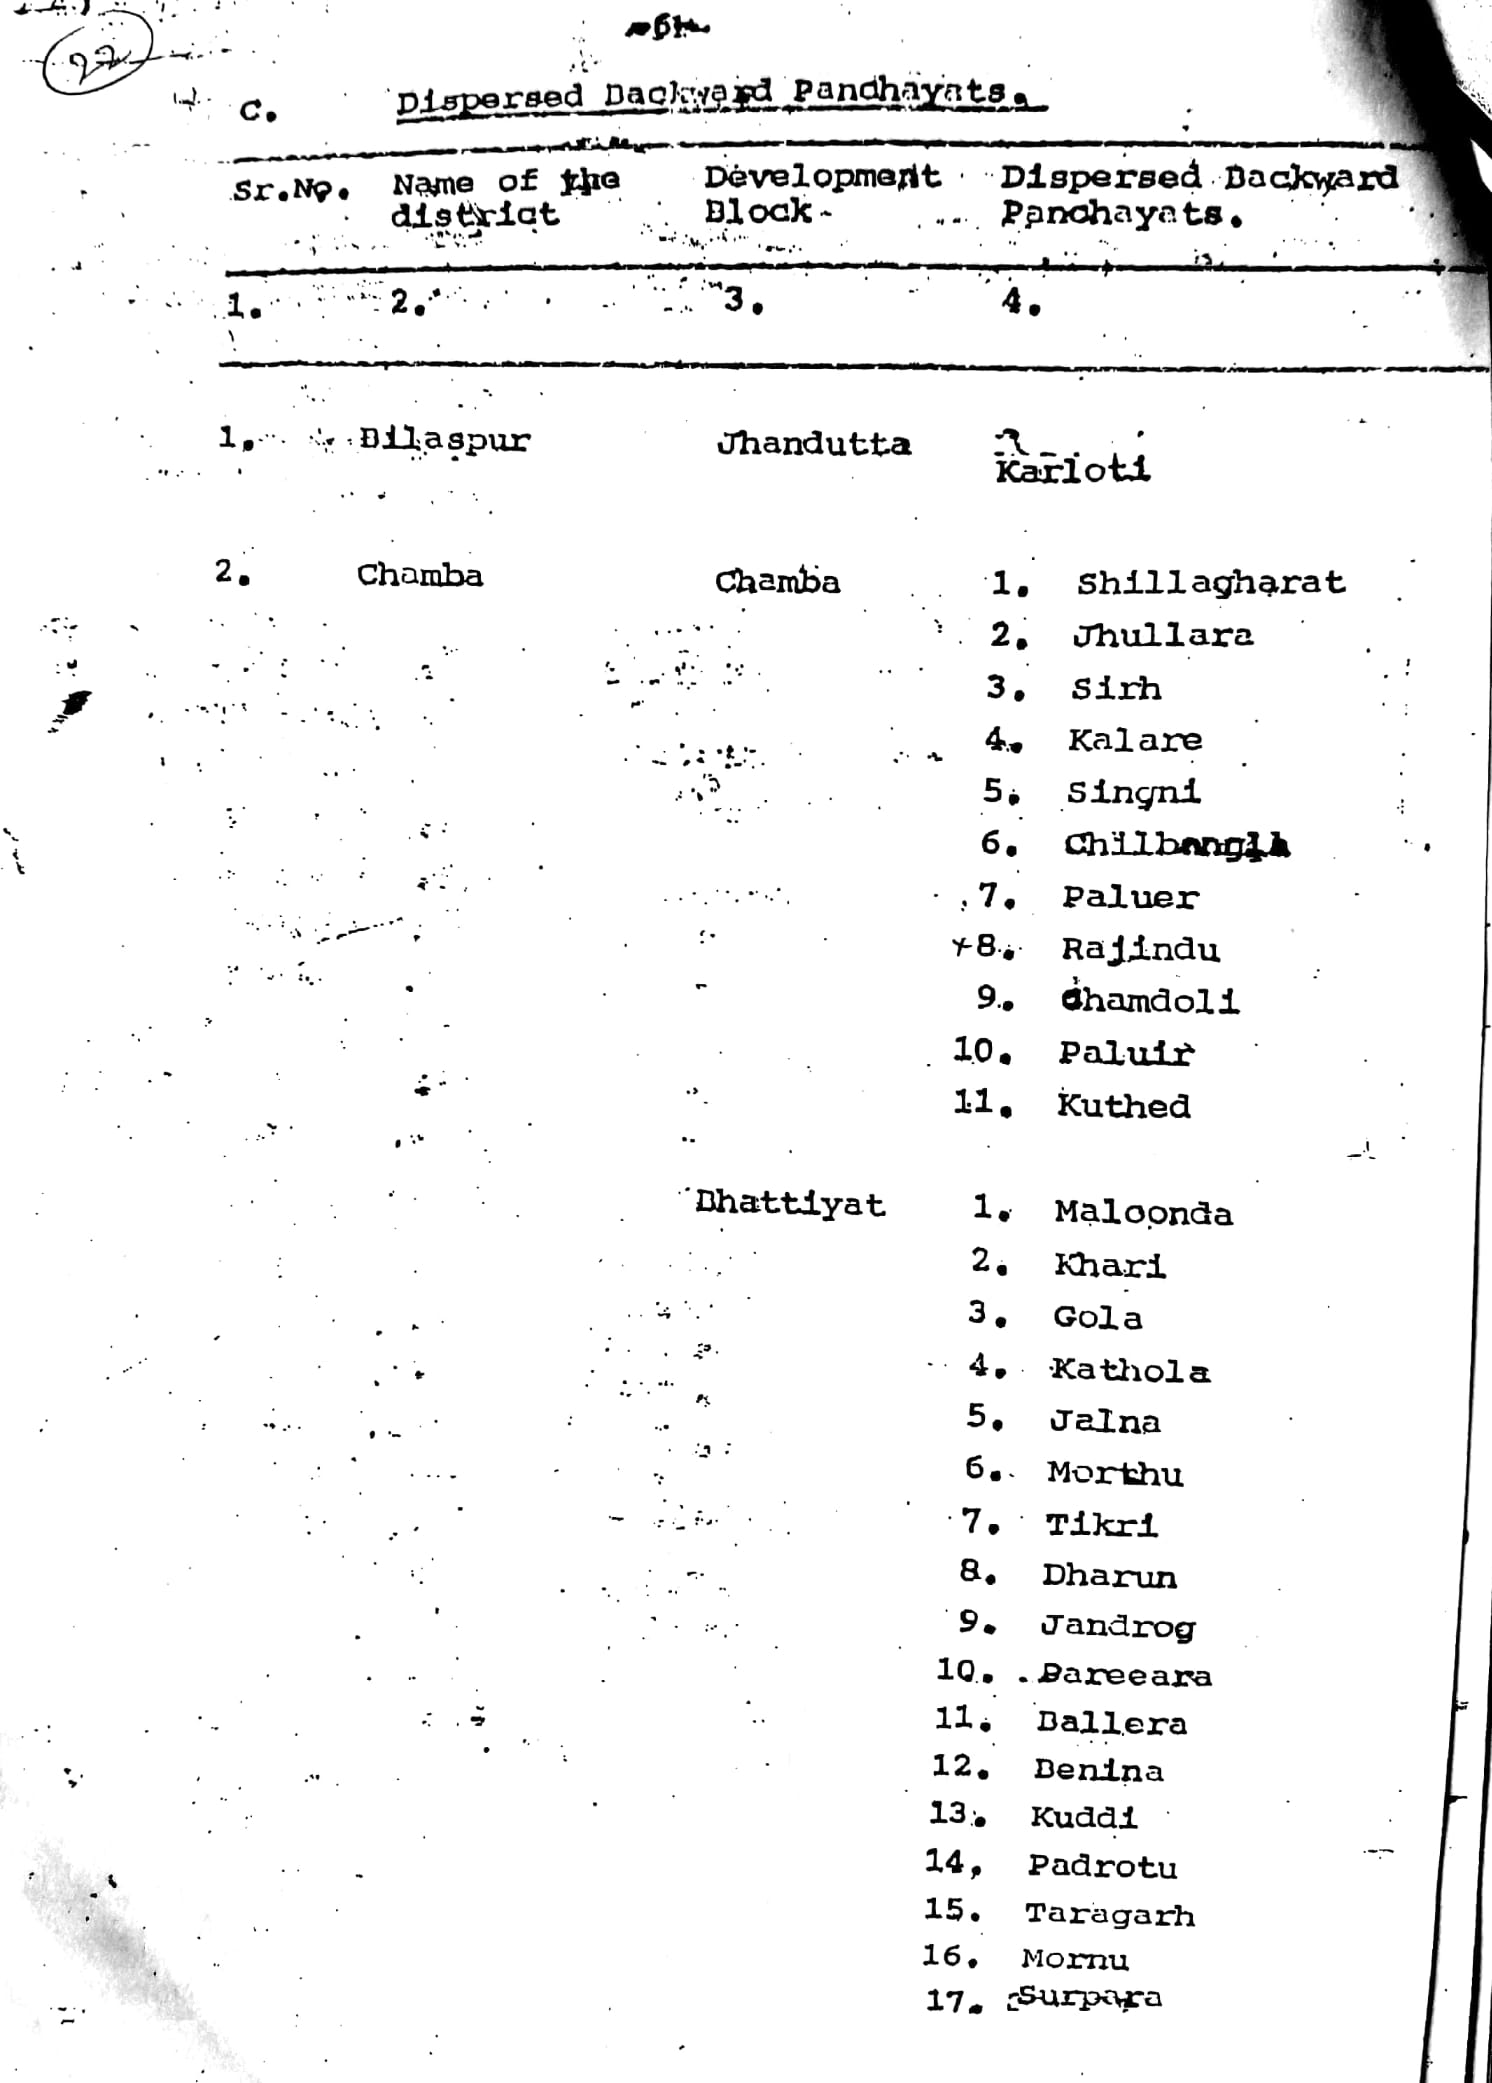 -61-
27
C. Dispersed Backward Panchayats.
Sr.No. Name of the Development Dispersed Backward
district Block Panchayats.
1. 2. 3. 4.
1. Bilaspur Jhandutta Karloti
2. Chamba Chamba 1. Shillagharat
2. Jhullara
3. Sirh
4. Kalare
5. Singni
6. Chilbangla
7. Paluer
8. Rajindu
9. Chamdoli
10. Paluir
11. Kuthed
Bhattiyat 1. Maloonda
2. Khari
3. Gola
4. Kathola
5. Jalna
6. Morthu
7. Tikri
8. Dharun
9. Jandrog
10. Bareeara
11. Ballera
12. Benina
13. Kuddi
14, Padrotu
15. Taragarh
16. Mornu
17. Surpara